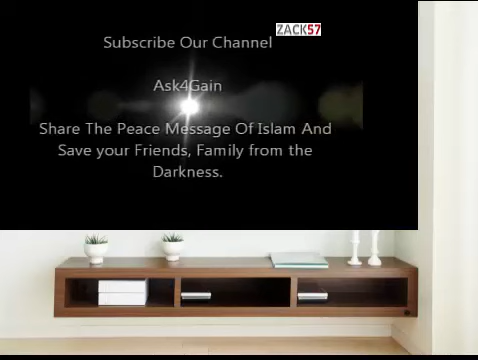 ZACK57
Subscribe Our Channel
Ask4Gain
Share The Peace Message Of Islam And
Save your Friends, Family from the
Darkness.